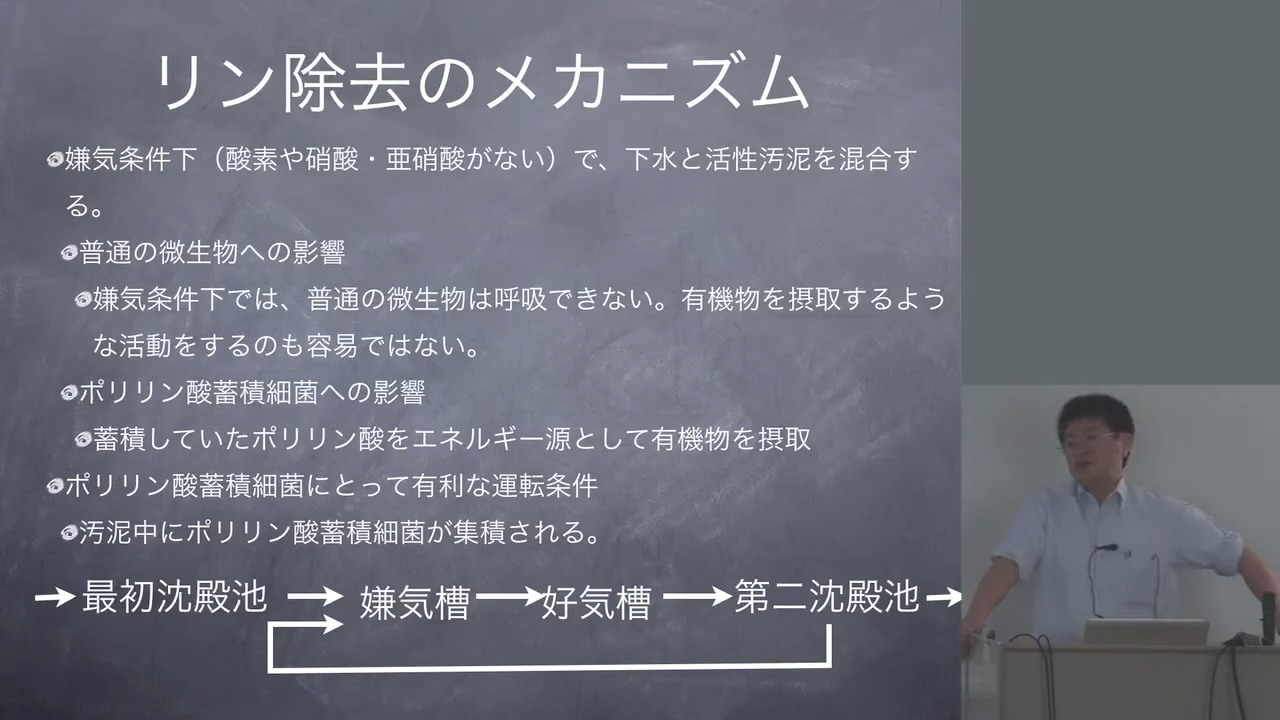 リン除去のメカニズム
嫌気条件下（酸素や硝酸・亜硝酸がない）で、下水と活性汚泥を混合す
る。
普通の微生物への影響
嫌気条件下では、普通の微生物は呼吸できない。有機物を摂取するよう
な活動をするのも容易ではない。
ポリリン酸蓄積細菌への影響
蓄積していたポリリン酸をエネルギー源として有機物を摂取
ポリリン酸蓄積細菌にとって有利な運転条件
汚泥中にポリリン酸蓄積細菌が集積される。
最初沈殿池 嫌気槽 好気槽 第二沈殿池